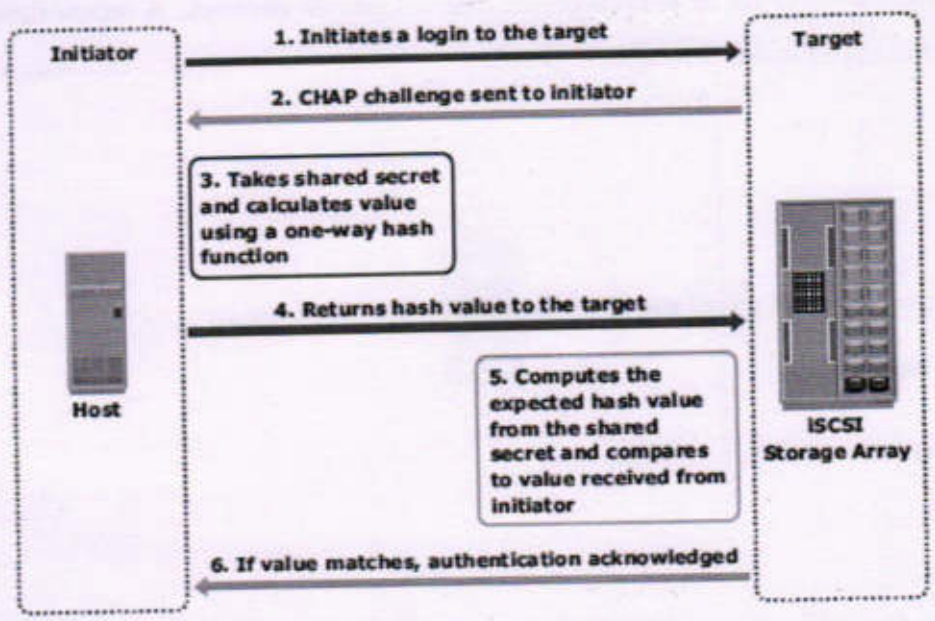 Initiator
1. Initiates a login to the target
Target
2. CHAP challenge sent to initiator
3. Takes shared secret
and calculates value
using a one-way hash
function
4. Returns hash value to the target
Host
5. Computes the
expected hash value
from the shared
secret and compares
to value received from
initiator
iSCSI
Storage Array
6. If value matches, authentication acknowledged